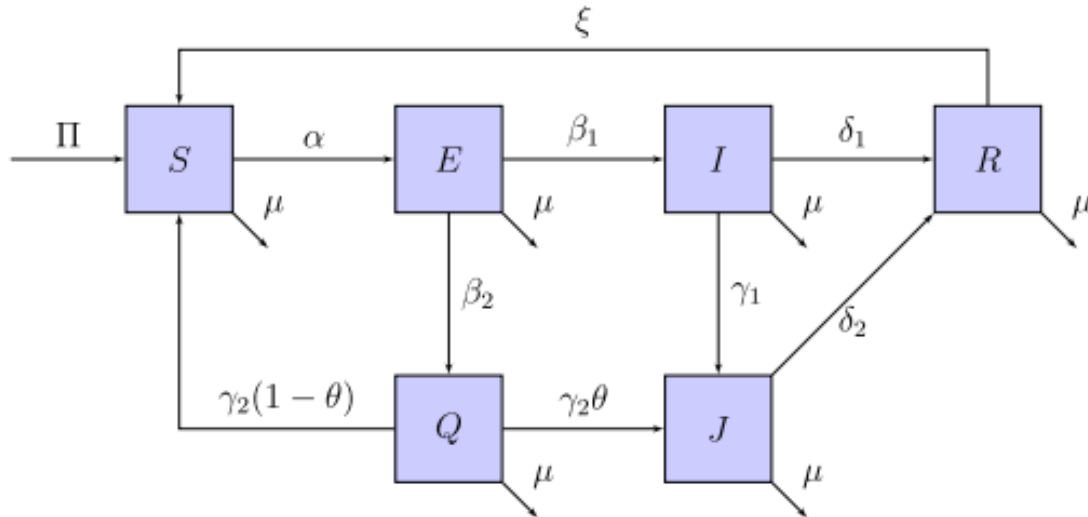 ξ
Π S α E β₁ I δ₁ R
μ μ μ μ
β₂ γ₁ δ₂
γ₂(1 − θ) Q γ₂θ J
μ μ